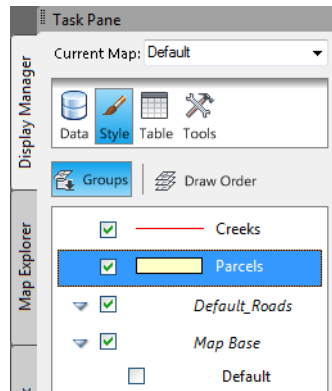 Task Pane
Current Map: Default
Data Style Table Tools
Groups Draw Order
Creeks
Parcels
Default_Roads
Map Base
Default
Display Manager
Map Explorer